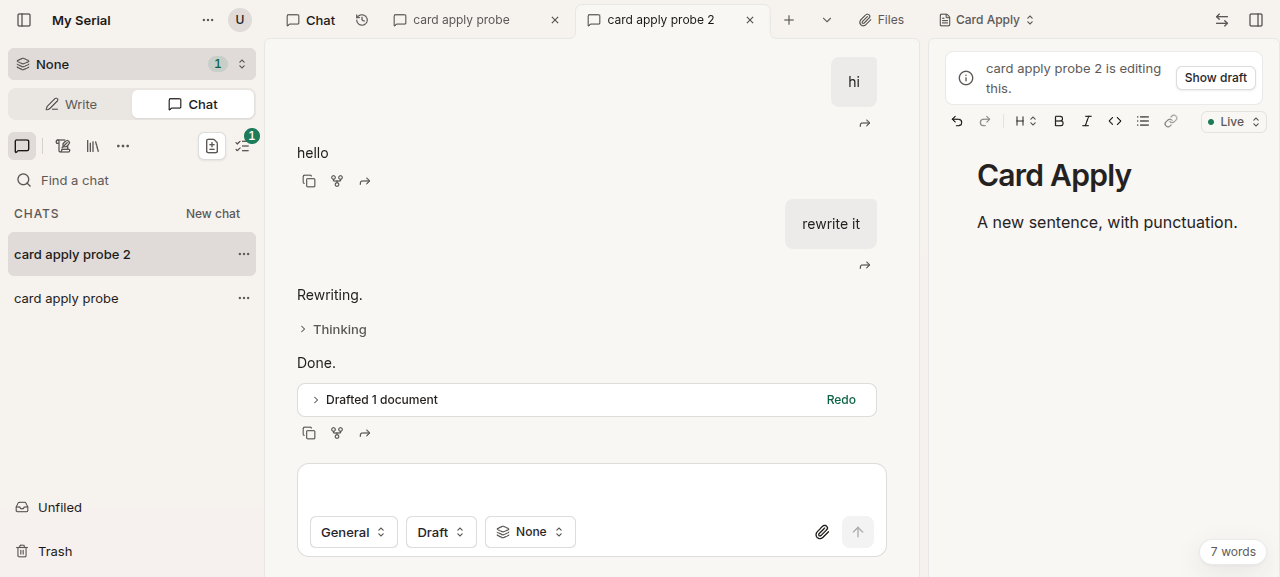 My Serial
U
None
1
Write
Chat
1
Find a chat
CHATS
New chat
card apply probe 2
card apply probe
Unfiled
Trash
Chat
card apply probe
card apply probe 2
Files
hi
hello
rewrite it
Rewriting.
Thinking
Done.
Drafted 1 document
Redo
General
Draft
None
Card Apply
card apply probe 2 is editing
this.
Show draft
H
B
I
Live
Card Apply
A new sentence, with punctuation.
7 words